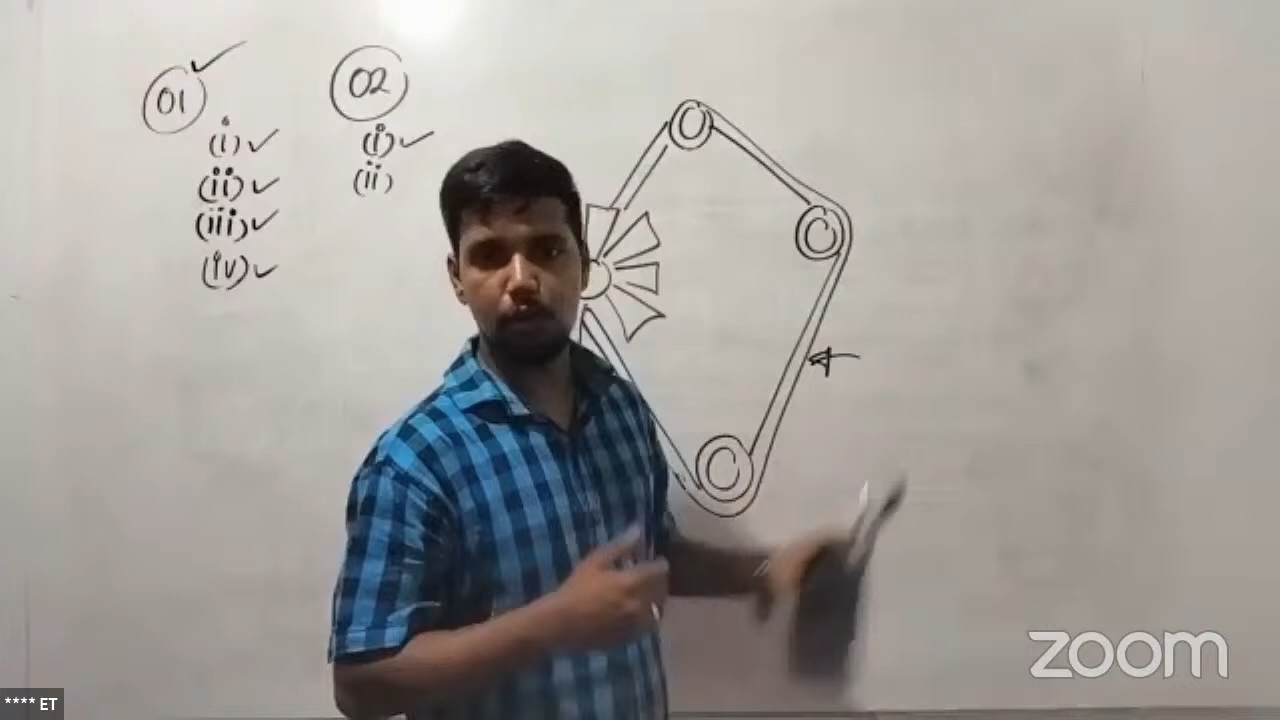 01 ✓
(i) ✓
(ii) ✓
(iii) ✓
(iv) ✓
02
(i) ✓
(ii)
zoom
**** ET